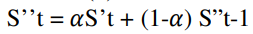 S’’t = αS’t + (1-α) S”t-1